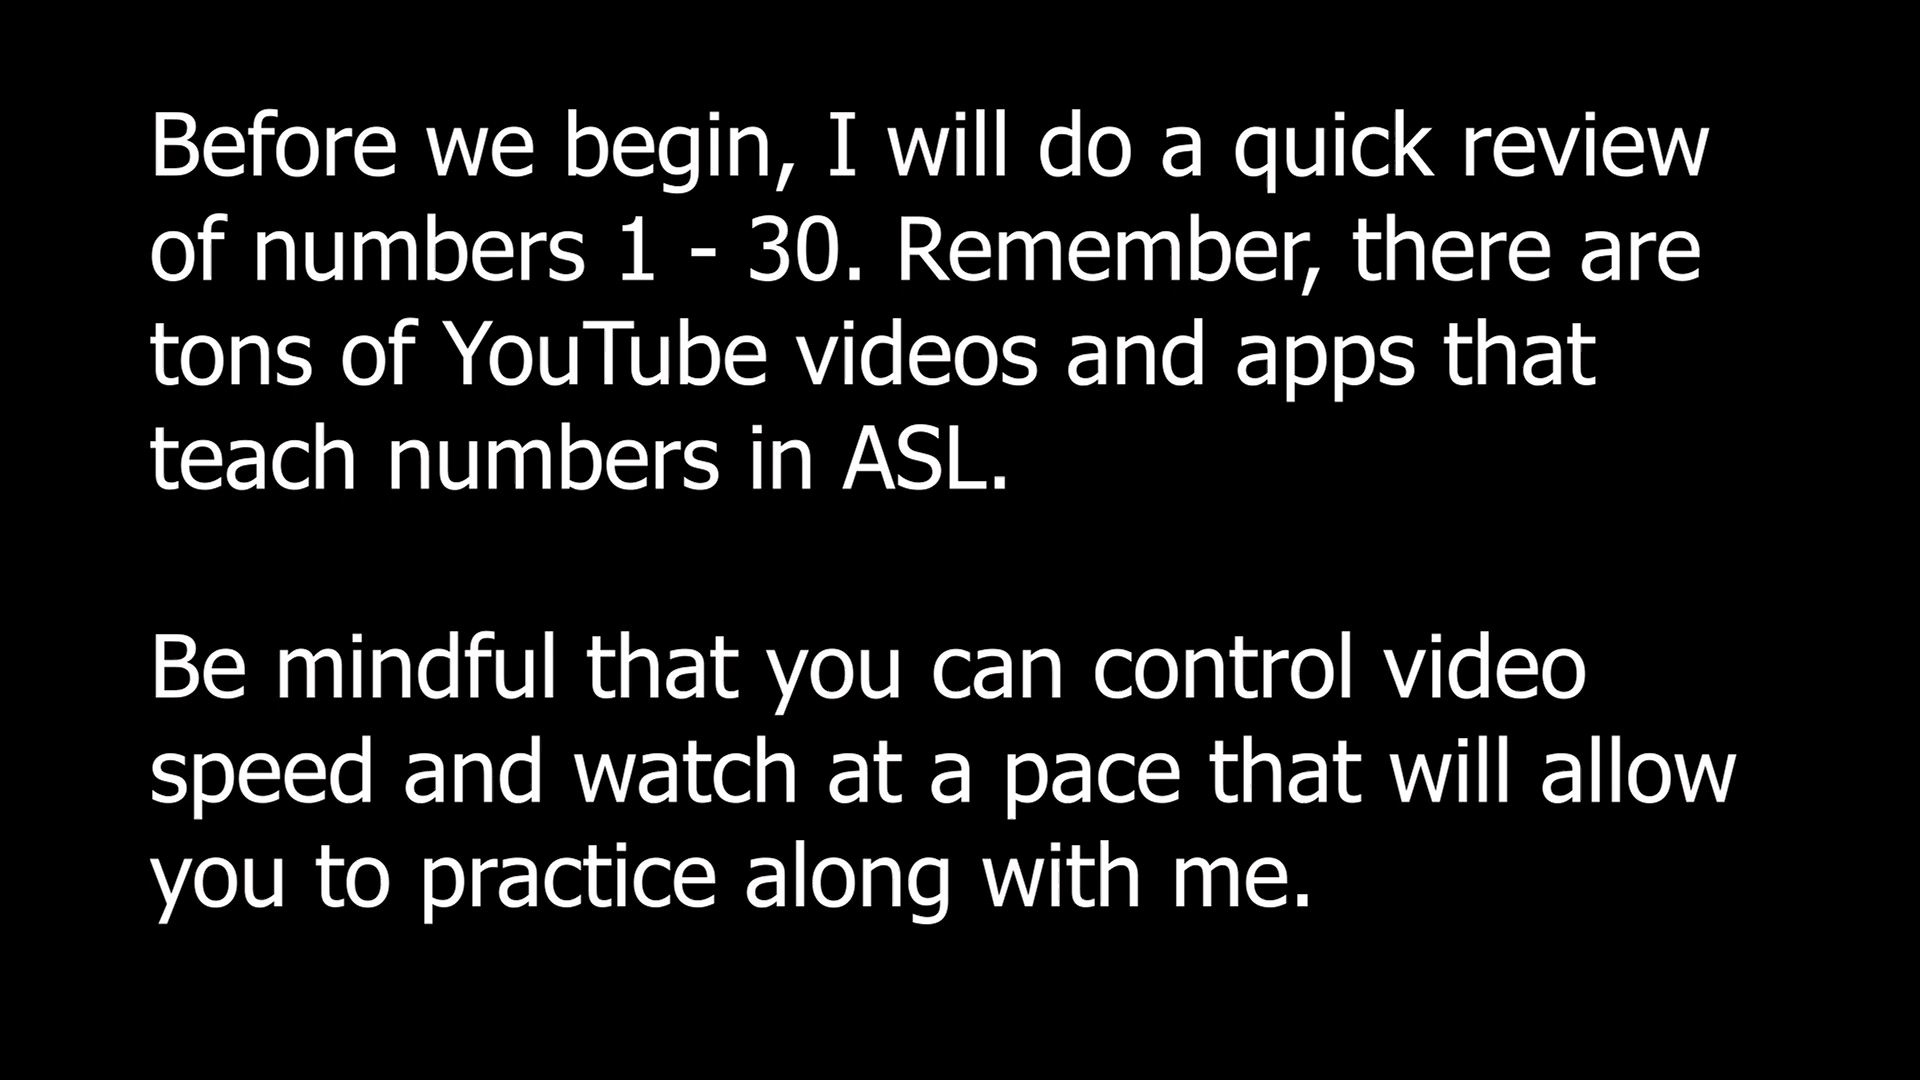 Before we begin, I will do a quick review
of numbers 1 - 30. Remember, there are
tons of YouTube videos and apps that
teach numbers in ASL.
Be mindful that you can control video
speed and watch at a pace that will allow
you to practice along with me.